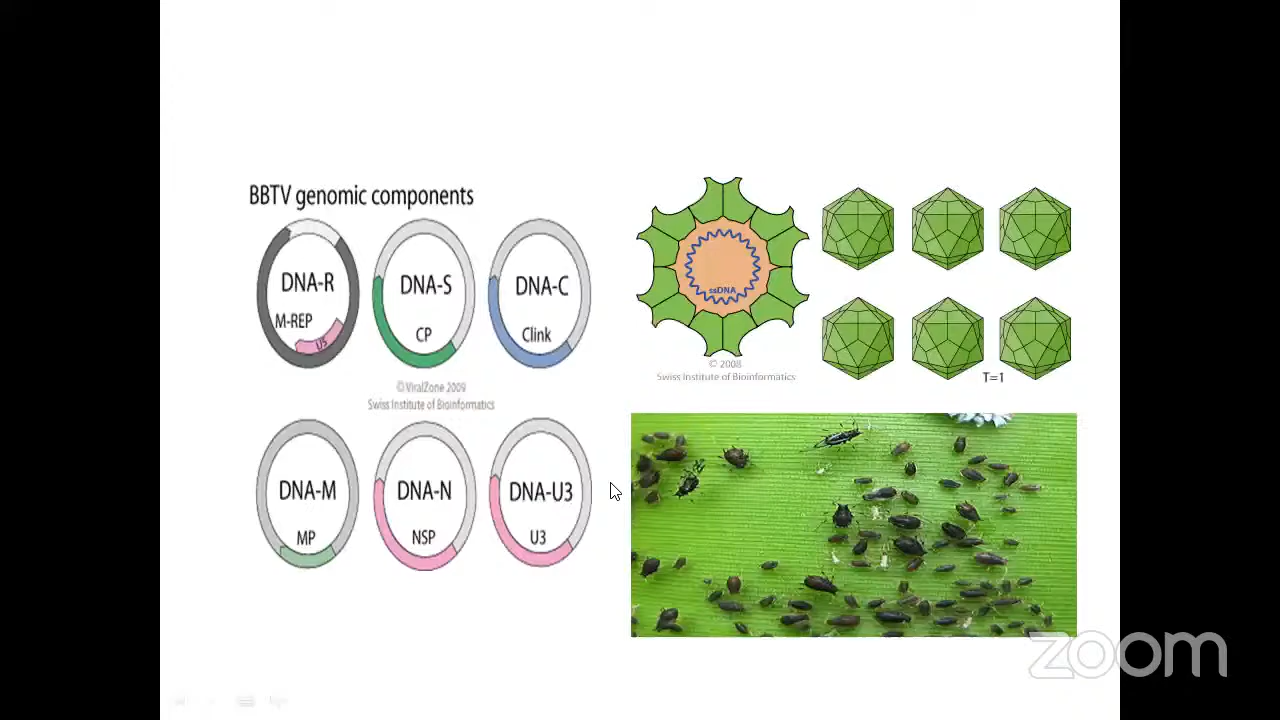 BBTV genomic components
DNA-R
M-REP
U5
DNA-S
CP
DNA-C
Clink
© ViralZone 2009
Swiss Institute of Bioinformatics
DNA-M
MP
DNA-N
NSP
DNA-U3
U3
ssDNA
© 2008
Swiss Institute of Bioinformatics
T=1
zoom